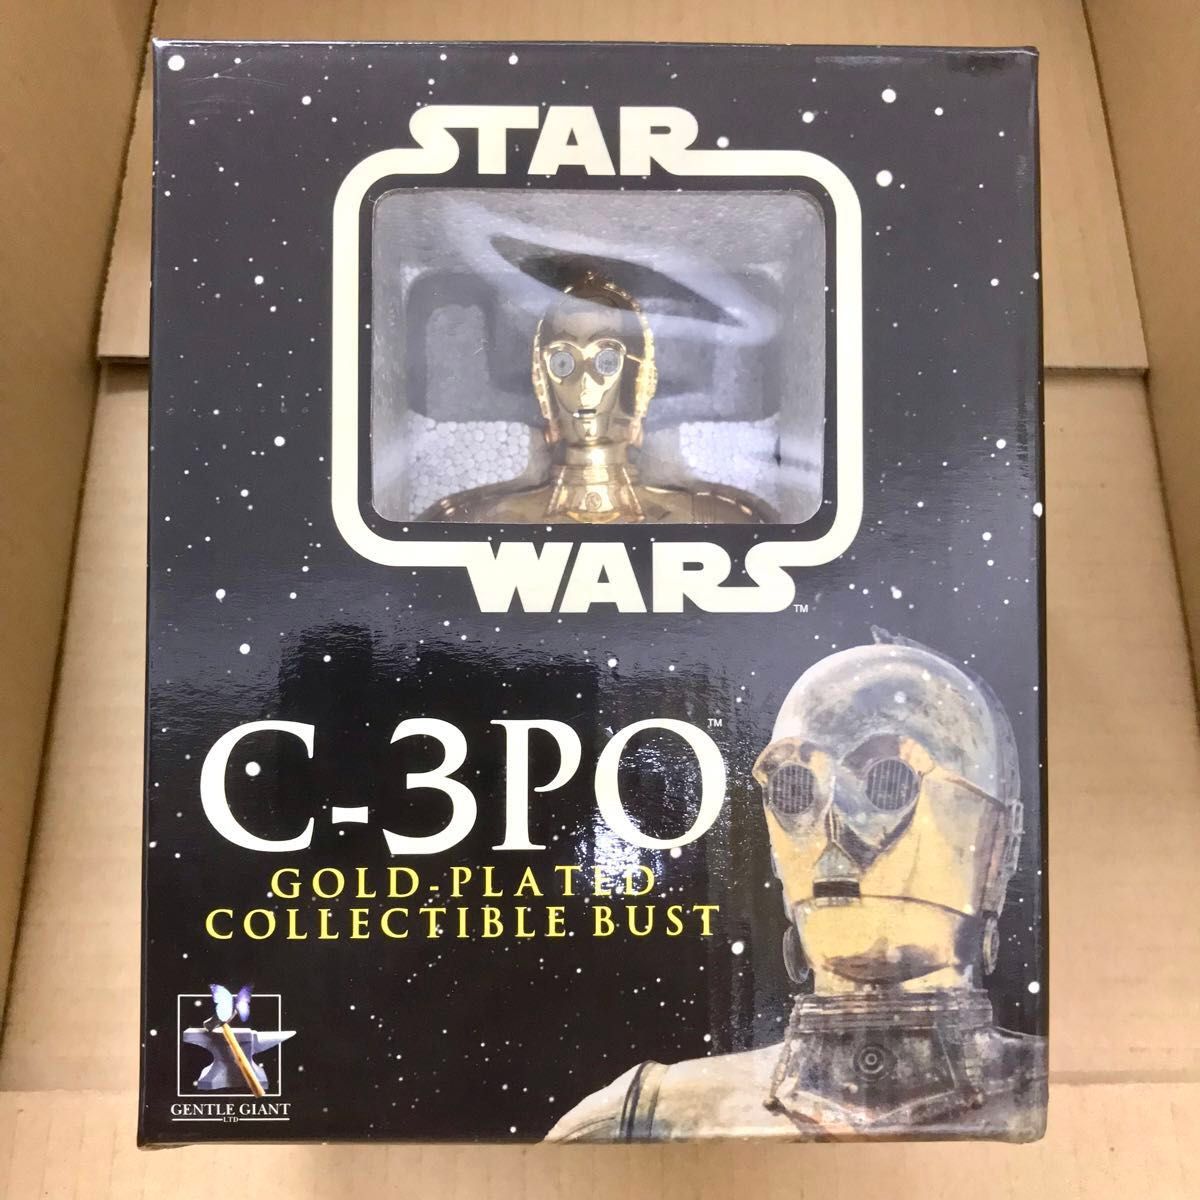 STAR
WARS
TM
C-3PO
TM
GOLD-PLATED
COLLECTIBLE BUST
GENTLE GIANT
LTD